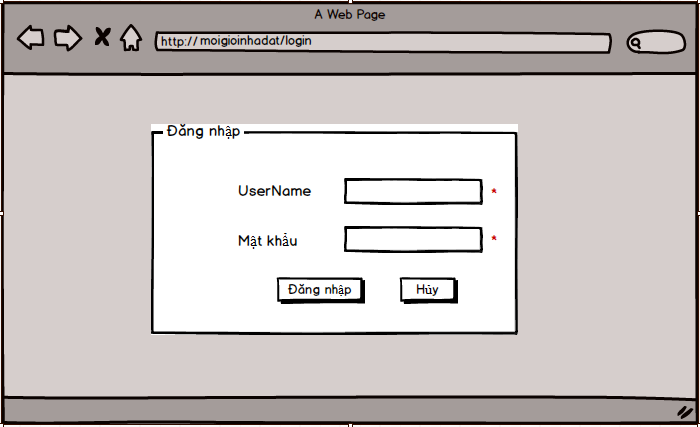 A Web Page
http:// moigioinhadat/login
Đăng nhập
UserName *
Mật khẩu *
Đăng nhập Hủy